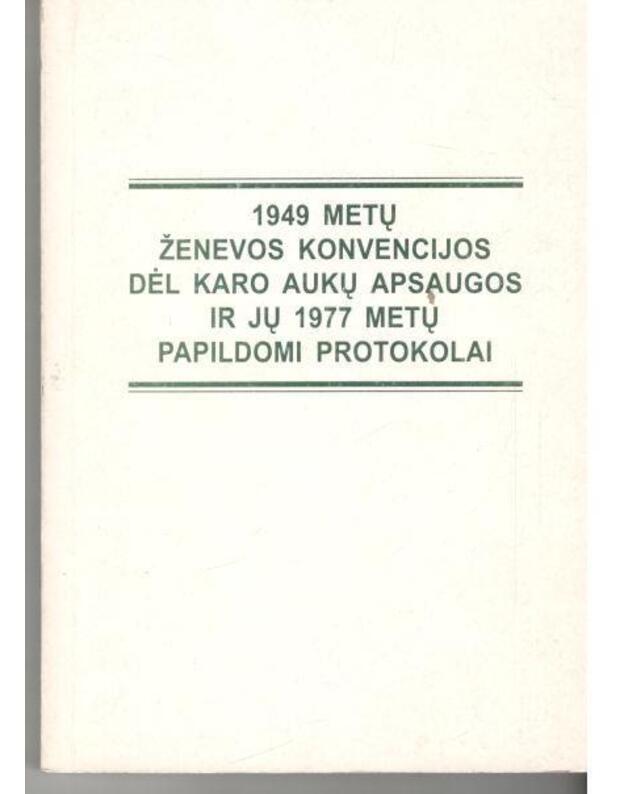 1949 METŲ
ŽENEVOS KONVENCIJOS
DĖL KARO AUKŲ APSAUGOS
IR JŲ 1977 METŲ
PAPILDOMI PROTOKOLAI